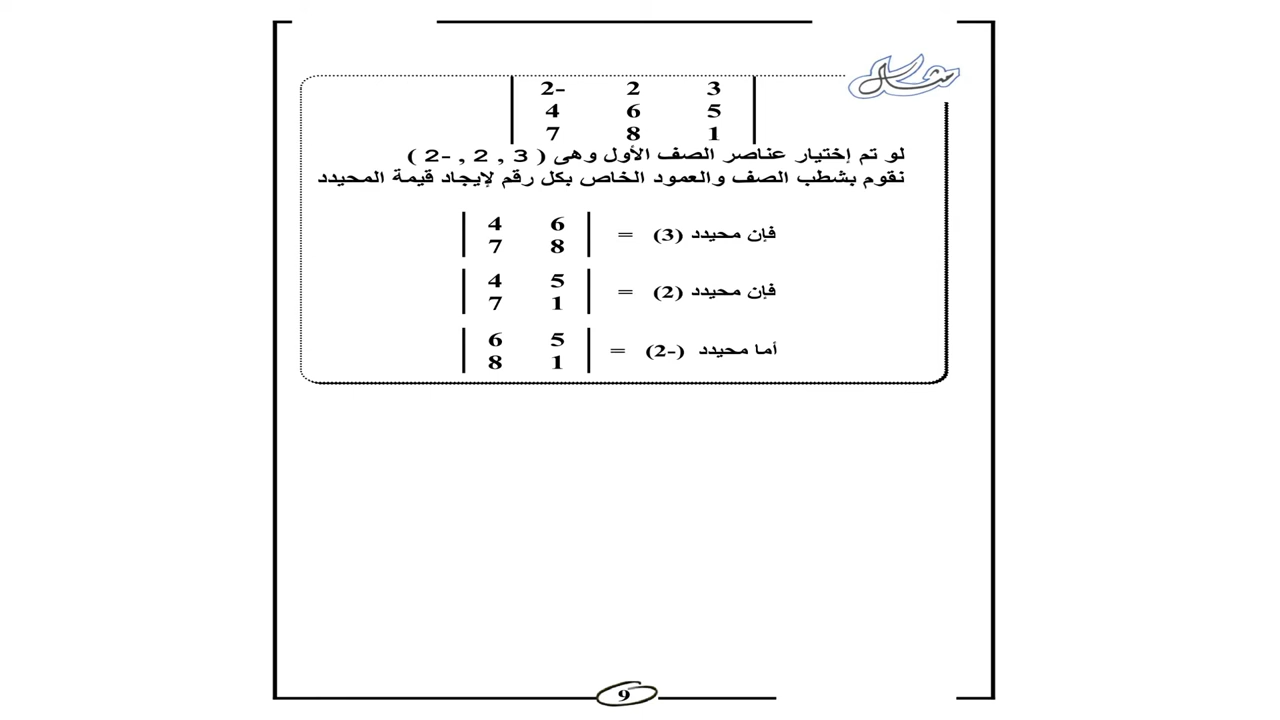 مثال
3 2 -2
5 6 4
1 8 7
لو تم إختيار عناصر الصف الأول وهى ( 3 , 2 , -2 )
نقوم بشطب الصف والعمود الخاص بكل رقم لإيجاد قيمة المحيدد
فإن محيدد (3) = | 6 4 |
| 8 7 |
فإن محيدد (2) = | 5 4 |
| 1 7 |
أما محيدد (-2) = | 5 6 |
| 1 8 |
9